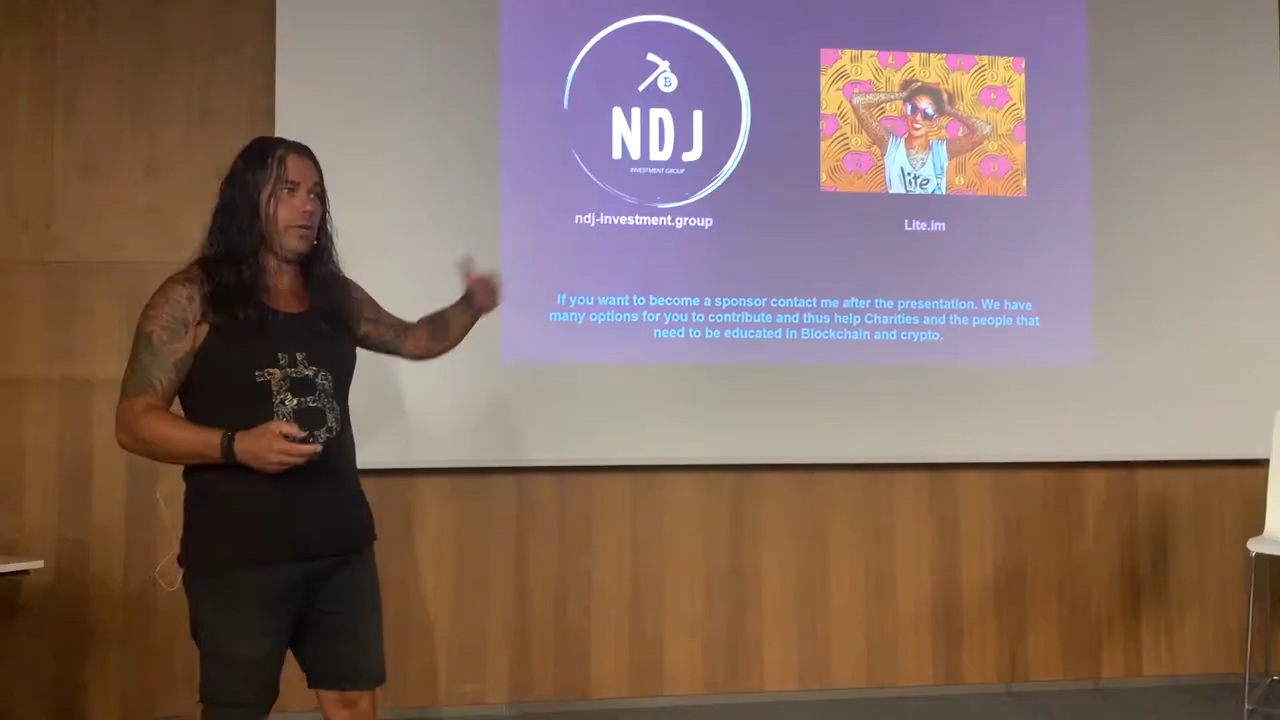 NDJ
INVESTMENT GROUP
ndj-investment.group
Lite
Lite.im
If you want to become a sponsor contact me after the presentation. We have
many options for you to contribute and thus help Charities and the people that
need to be educated in Blockchain and crypto.